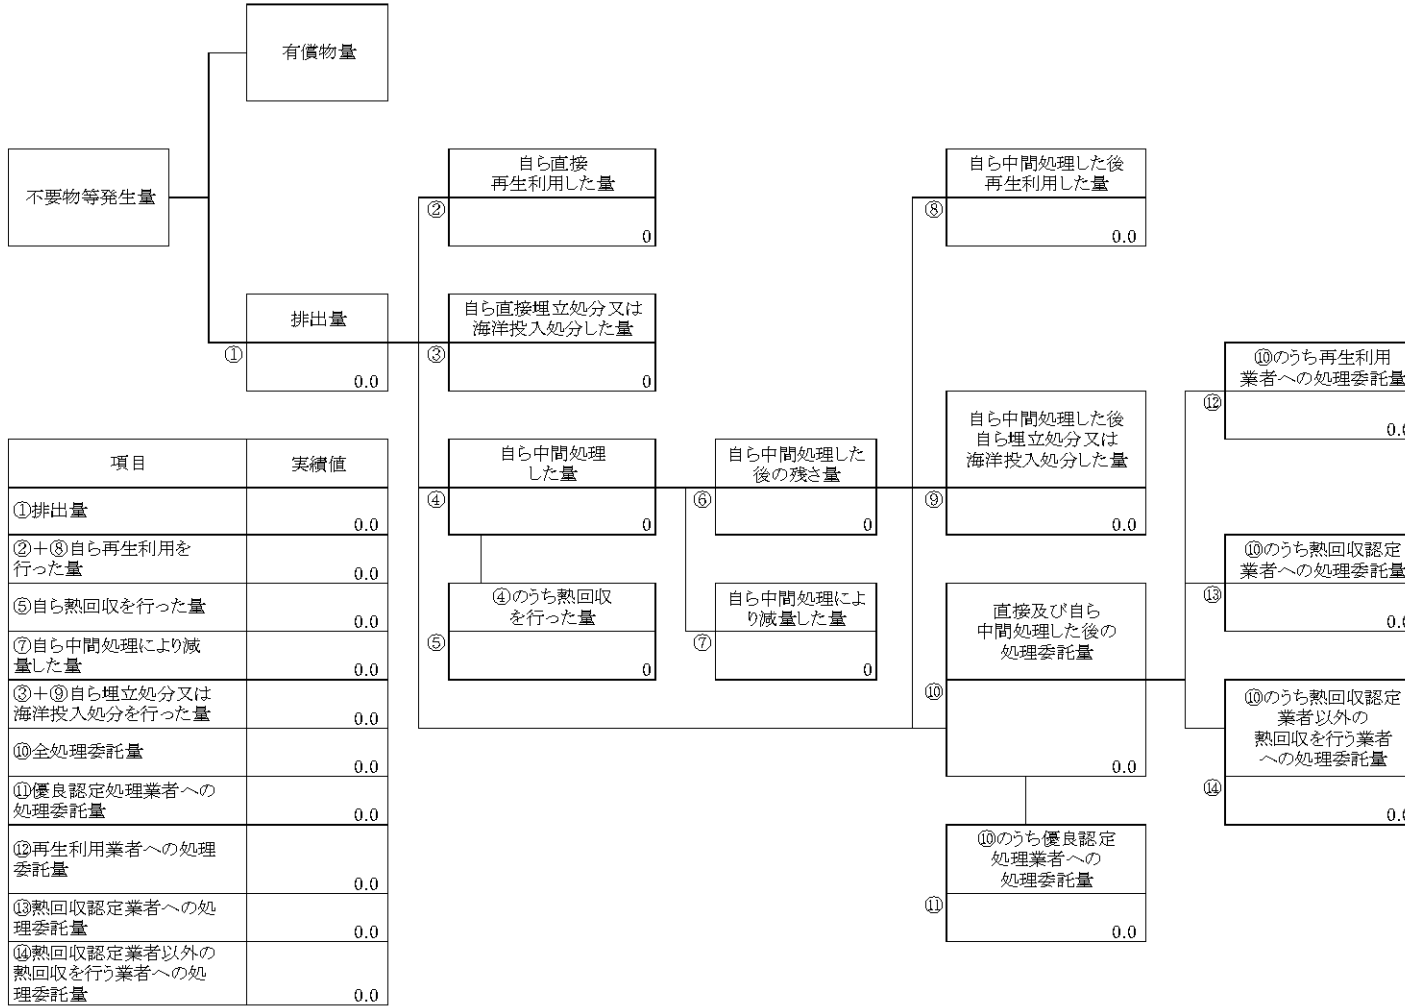 有償物量
不要物等発生量
自ら直接
再生利用した量
②
0
自ら中間処理した後
再生利用した量
⑧
0.0
排出量
①
0.0
自ら直接埋立処分又は
海洋投入処分した量
③
0
⑩のうち再生利用
業者への処理委託量
⑫
自ら中間処理
した量
④
0
自ら中間処理した
後の残さ量
⑥
0
自ら中間処理した後
自ら埋立処分又は
海洋投入処分した量
⑨
0.0
④のうち熱回収
を行った量
⑤
0
自ら中間処理によ
り減量した量
⑦
0
直接及び自ら
中間処理した後の
処理委託量
⑩
0.0
⑩のうち熱回収認定
業者への処理委託量
⑬
⑩のうち熱回収認定
業者以外の
熱回収を行う業者
への処理委託量
⑭
⑩のうち優良認定
処理業者への
処理委託量
⑪
0.0
項目 実績値
①排出量
0.0
②+⑧自ら再生利用を
行った量
0.0
⑤自ら熱回収を行った量
0.0
⑦自ら中間処理により減
量した量
0.0
③+⑨自ら埋立処分又は
海洋投入処分を行った量
0.0
⑩全処理委託量
0.0
⑪優良認定処理業者への
処理委託量
0.0
⑫再生利用業者への処理
委託量
0.0
⑬熱回収認定業者への処
理委託量
0.0
⑭熱回収認定業者以外の
熱回収を行う業者への処
理委託量
0.0